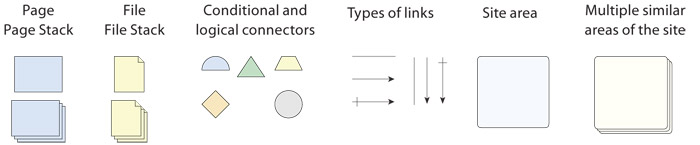 Page
Page Stack
File
File Stack
Conditional and
logical connectors
Types of links
Site area
Multiple similar
areas of the site